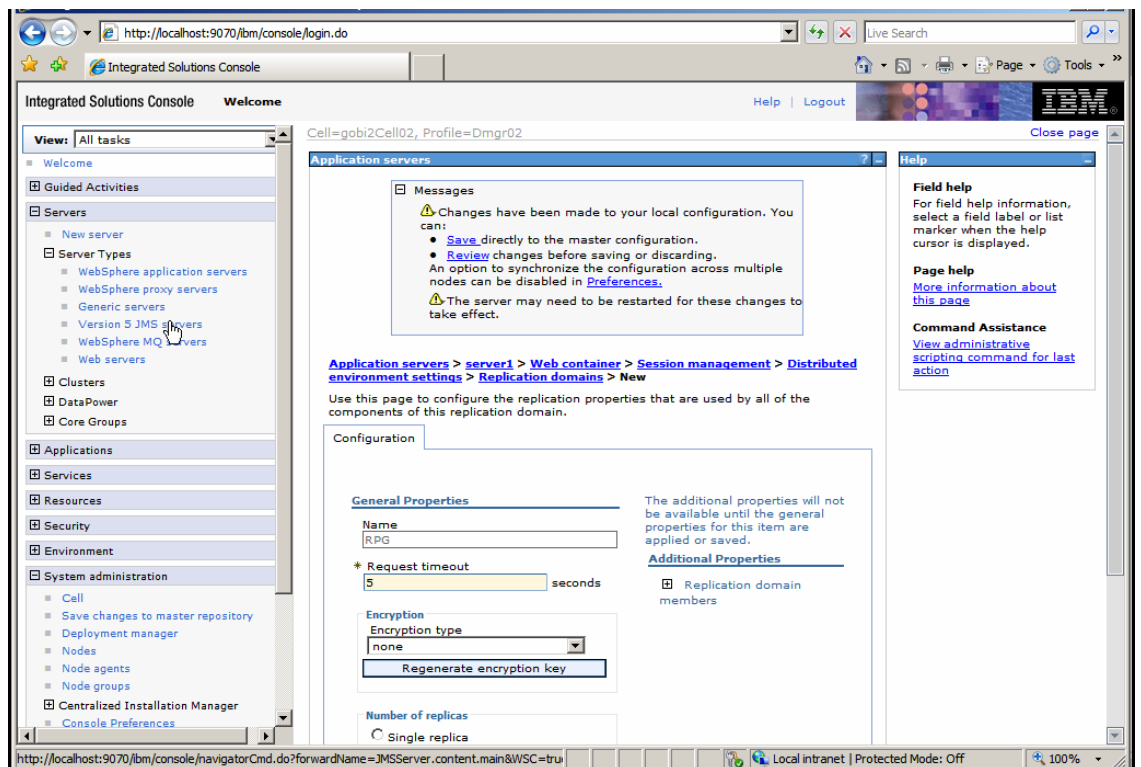 http://localhost:9070/ibm/console/login.do
Live Search
Integrated Solutions Console
Page
Tools
»
Integrated Solutions Console Welcome
Help | Logout
IBM
View: All tasks
Welcome
Guided Activities
Servers
New server
Server Types
WebSphere application servers
WebSphere proxy servers
Generic servers
Version 5 JMS servers
WebSphere MQ servers
Web servers
Clusters
DataPower
Core Groups
Applications
Services
Resources
Security
Environment
System administration
Cell
Save changes to master repository
Deployment manager
Nodes
Node agents
Node groups
Centralized Installation Manager
Console Preferences
Cell=gobi2Cell02, Profile=Dmgr02
Close page
Application servers
? –
Messages
Changes have been made to your local configuration. You
can:
• Save directly to the master configuration.
• Review changes before saving or discarding.
An option to synchronize the configuration across multiple
nodes can be disabled in Preferences.
The server may need to be restarted for these changes to
take effect.
Application servers > server1 > Web container > Session management > Distributed
environment settings > Replication domains > New
Use this page to configure the replication properties that are used by all of the
components of this replication domain.
Configuration
General Properties
Name
RPG
* Request timeout
5 seconds
Encryption
Encryption type
none
Regenerate encryption key
Number of replicas
Single replica
The additional properties will not
be available until the general
properties for this item are
applied or saved.
Additional Properties
Replication domain
members
Help
–
Field help
For field help information,
select a field label or list
marker when the help
cursor is displayed.
Page help
More information about
this page
Command Assistance
View administrative
scripting command for last
action
http://localhost:9070/ibm/console/navigatorCmd.do?forwardName=JMSServer.content.main&WSC=tru
Local intranet | Protected Mode: Off
100%